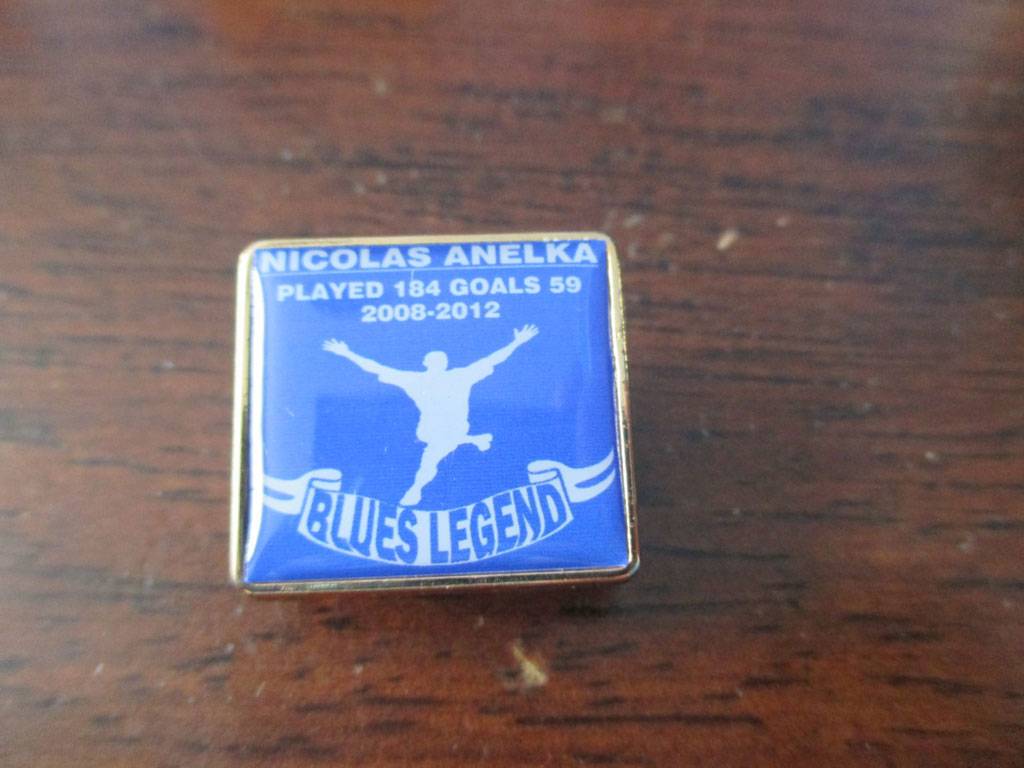 NICOLAS ANELKA
PLAYED 184 GOALS 59
2008-2012
BLUES LEGEND